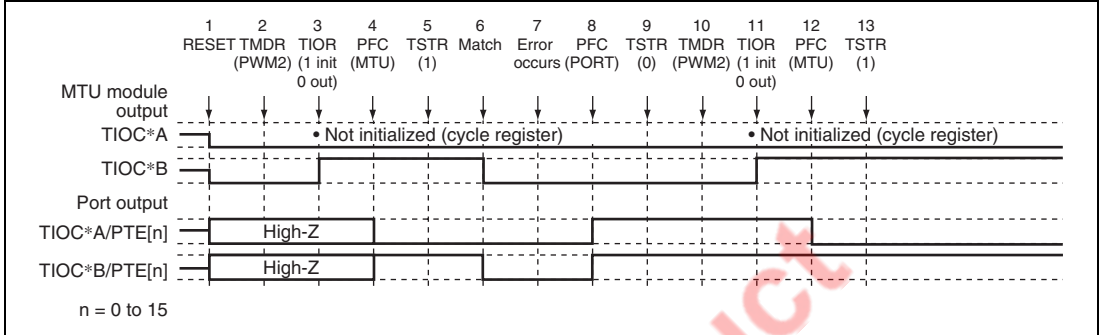 1 2 3 4 5 6 7 8 9 10 11 12 13
RESET TMDR TIOR PFC TSTR Match Error PFC TSTR TMDR TIOR PFC TSTR
(PWM2) (1 init (MTU) (1) occurs (PORT) (0) (PWM2) (1 init (MTU) (1)
0 out) 0 out)
MTU module
output
TIOC*A • Not initialized (cycle register) • Not initialized (cycle register)
TIOC*B
Port output
TIOC*A/PTE[n] High-Z
TIOC*B/PTE[n] High-Z
n = 0 to 15
uct